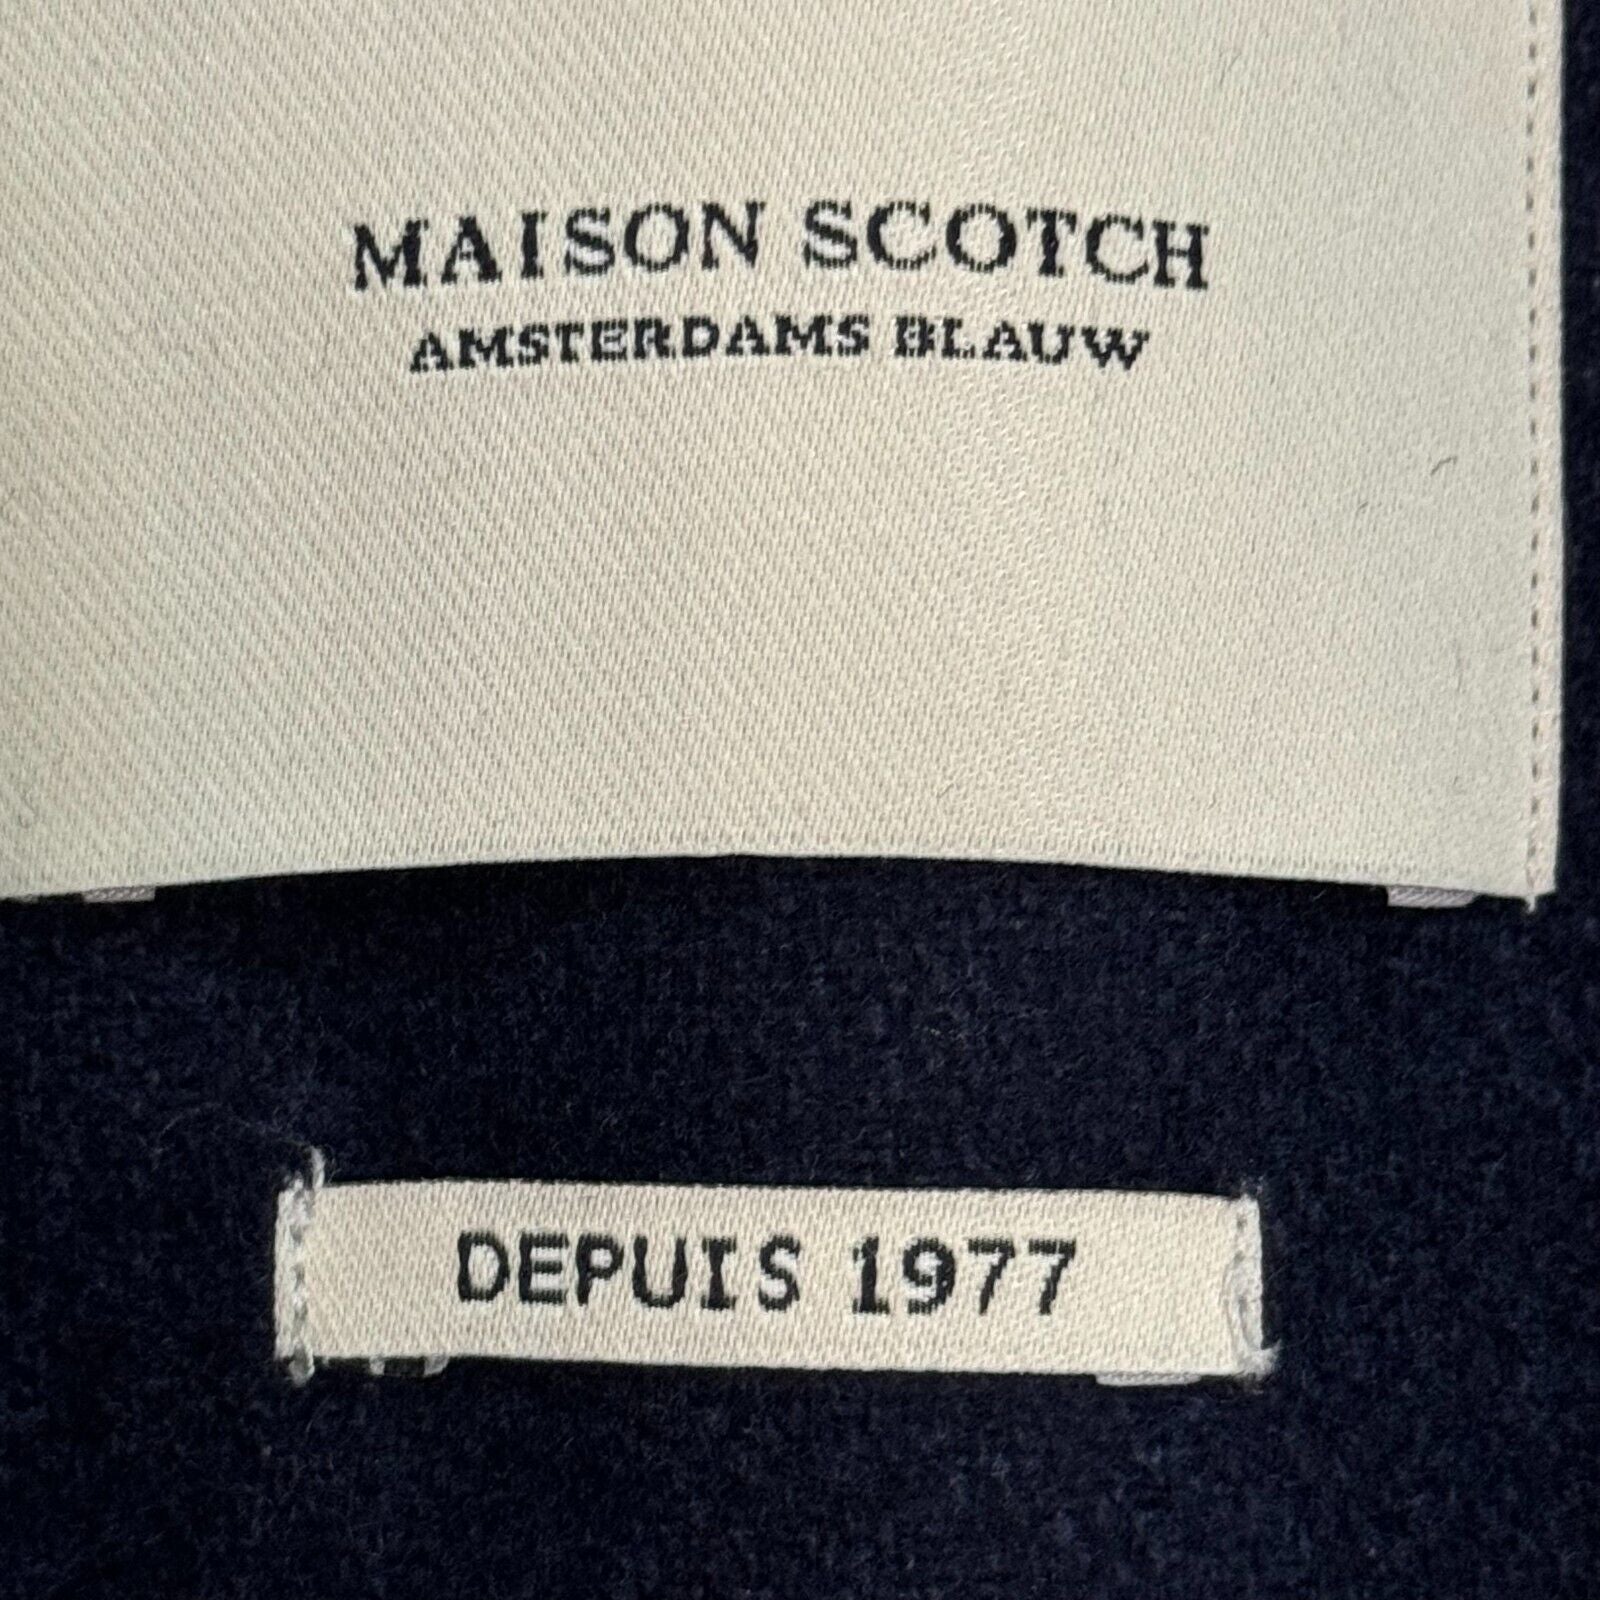 MAISON SCOTCH
AMSTERDAMS BLAUW
DEPUIS 1977